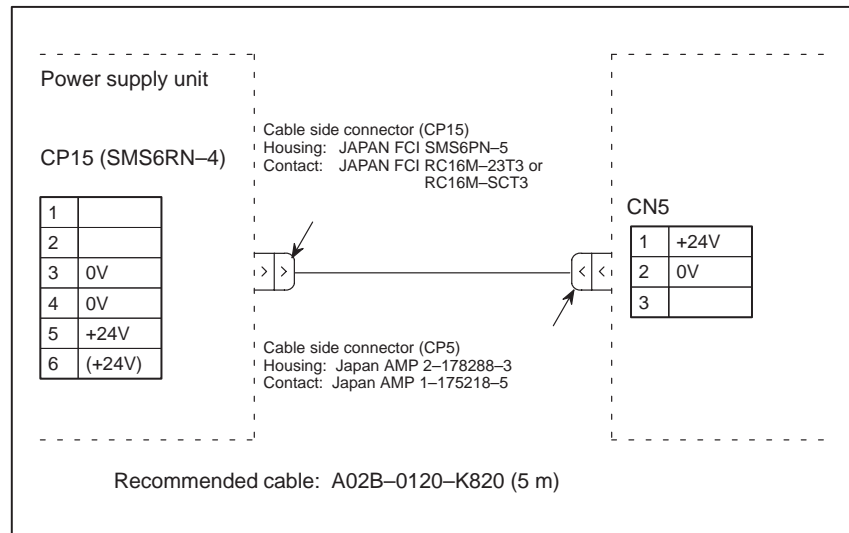 Power supply unit
CP15 (SMS6RN–4)
1
2
3 0V
4 0V
5 +24V
6 (+24V)
Cable side connector (CP15)
Housing: JAPAN FCI SMS6PN–5
Contact: JAPAN FCI RC16M–23T3 or
RC16M–SCT3
CN5
1 +24V
2 0V
3
Cable side connector (CP5)
Housing: Japan AMP 2–178288–3
Contact: Japan AMP 1–175218–5
Recommended cable: A02B–0120–K820 (5 m)